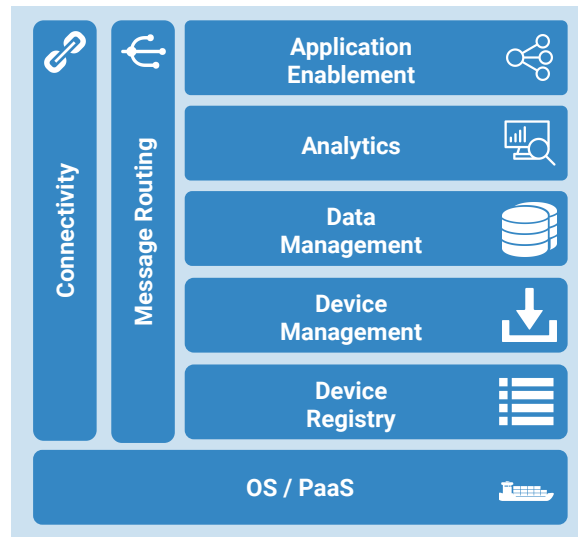 Connectivity
Message Routing
Application
Enablement
Analytics
Data
Management
Device
Management
Device
Registry
OS / PaaS